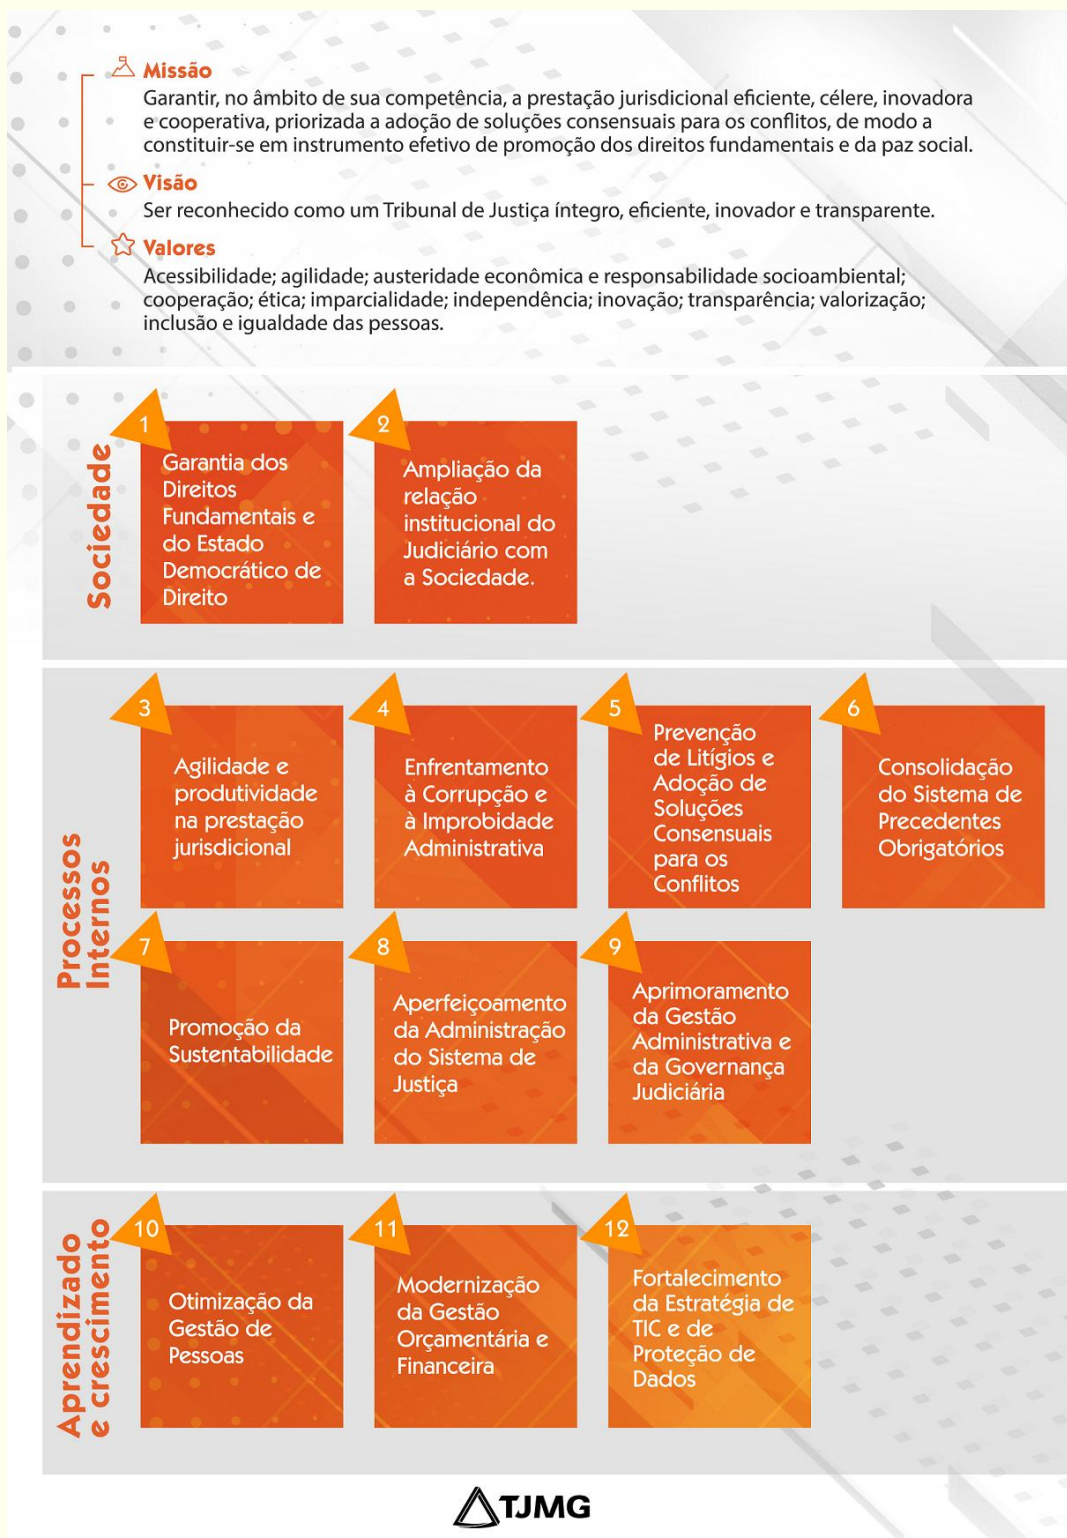 Missão
Garantir, no âmbito de sua competência, a prestação jurisdicional eficiente, célere, inovadora
e cooperativa, priorizada a adoção de soluções consensuais para os conflitos, de modo a
constituir-se em instrumento efetivo de promoção dos direitos fundamentais e da paz social.
Visão
Ser reconhecido como um Tribunal de Justiça íntegro, eficiente, inovador e transparente.
Valores
Acessibilidade; agilidade; austeridade econômica e responsabilidade socioambiental;
cooperação; ética; imparcialidade; independência; inovação; transparência; valorização;
inclusão e igualdade das pessoas.
Sociedade
1
Garantia dos
Direitos
Fundamentais e
do Estado
Democrático de
Direito
2
Ampliação da
relação
institucional do
Judiciário com
a Sociedade.
Processos
Internos
3
Agilidade e
produtividade
na prestação
jurisdicional
4
Enfrentamento
à Corrupção e
à Improbidade
Administrativa
5
Prevenção
de Litígios e
Adoção de
Soluções
Consensuais
para os
Conflitos
6
Consolidação
do Sistema de
Precedentes
Obrigatórios
7
Promoção da
Sustentabilidade
8
Aperfeiçoamento
da Administração
do Sistema de
Justiça
9
Aprimoramento
da Gestão
Administrativa e
da Governança
Judiciária
Aprendizado
e crescimento
10
Otimização da
Gestão de
Pessoas
11
Modernização
da Gestão
Orçamentária e
Financeira
12
Fortalecimento
da Estratégia de
TIC e de
Proteção de
Dados
TJMG